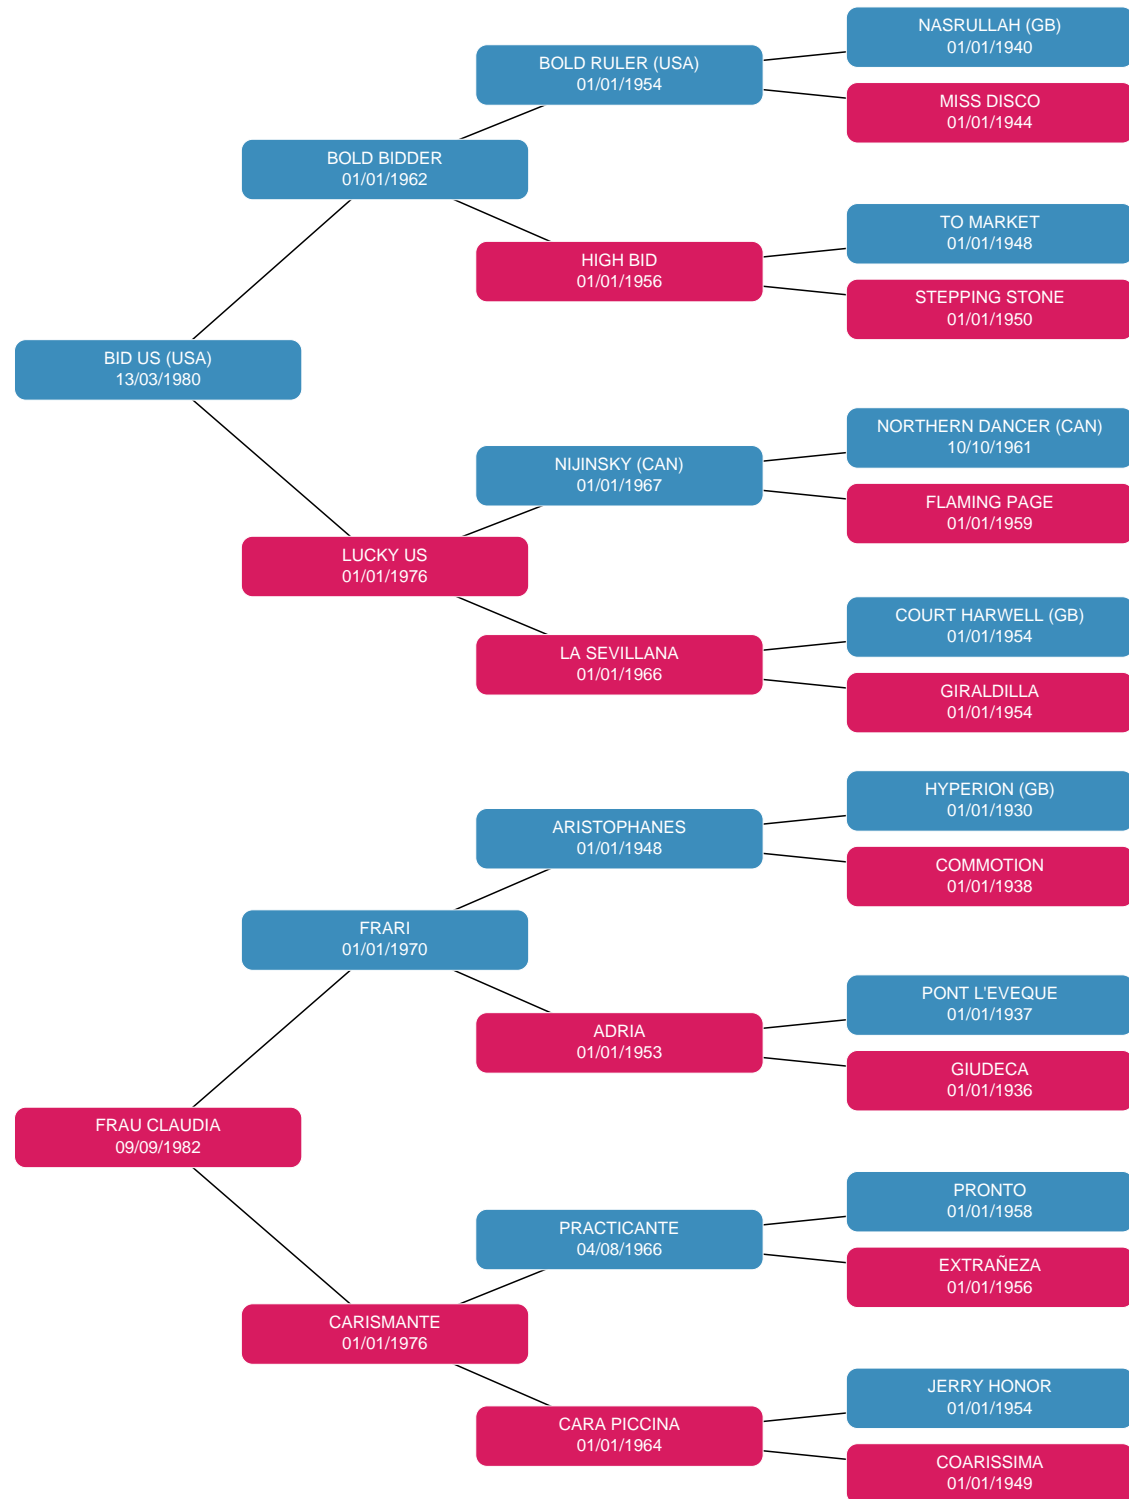 NASRULLAH (GB)
01/01/1940
BOLD RULER (USA)
01/01/1954
MISS DISCO
01/01/1944
BOLD BIDDER
01/01/1962
TO MARKET
01/01/1948
HIGH BID
01/01/1956
STEPPING STONE
01/01/1950
BID US (USA)
13/03/1980
NORTHERN DANCER (CAN)
10/10/1961
NIJINSKY (CAN)
01/01/1967
FLAMING PAGE
01/01/1959
LUCKY US
01/01/1976
COURT HARWELL (GB)
01/01/1954
LA SEVILLANA
01/01/1966
GIRALDILLA
01/01/1954
HYPERION (GB)
01/01/1930
ARISTOPHANES
01/01/1948
COMMOTION
01/01/1938
FRARI
01/01/1970
PONT L'EVEQUE
01/01/1937
ADRIA
01/01/1953
GIUDECA
01/01/1936
FRAU CLAUDIA
09/09/1982
PRONTO
01/01/1958
PRACTICANTE
04/08/1966
EXTRAÑEZA
01/01/1956
CARISMANTE
01/01/1976
JERRY HONOR
01/01/1954
CARA PICCINA
01/01/1964
COARISSIMA
01/01/1949